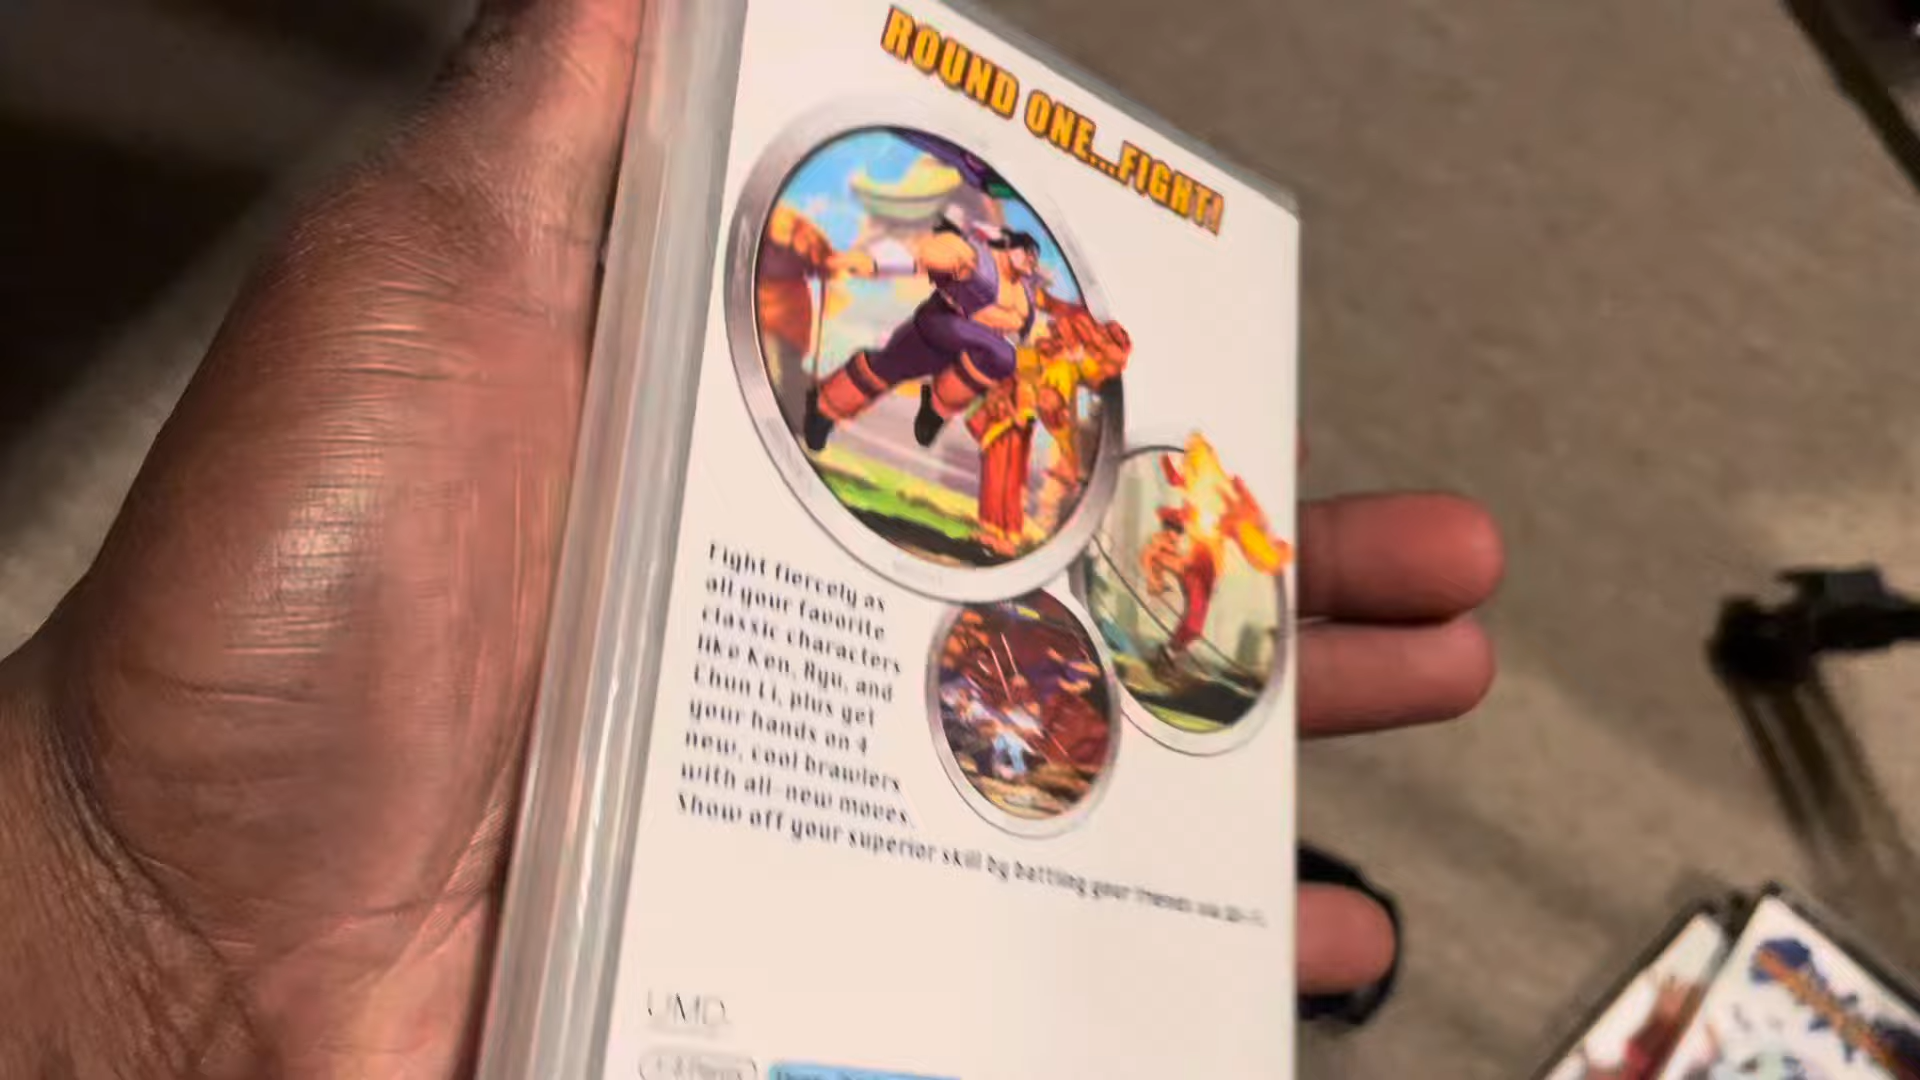 ROUND ONE...FIGHT!
Fight fiercely as
all your favorite
classic characters
like Ken, Ryu, and
Chun Li, plus get
your hands on 4
new, cool brawlers
with all-new moves.
Show off your superior skill by battling your friends via Wi-Fi.
UMD